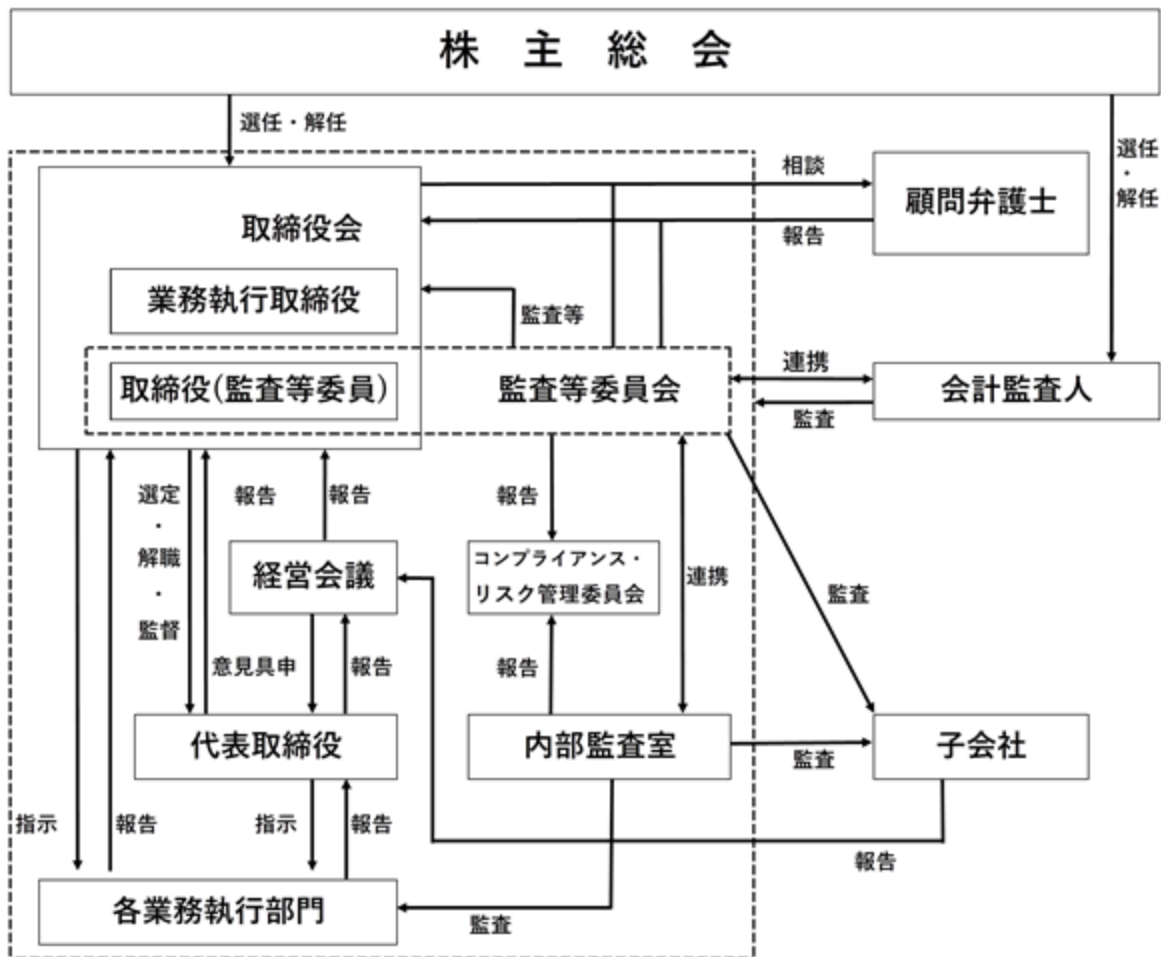 株主総会
選任・解任
選任・解任
相談
顧問弁護士
取締役会
報告
業務執行取締役
監査等
取締役(監査等委員)
監査等委員会
連携
会計監査人
監査
選定・解職・監督
報告
報告
報告
経営会議
コンプライアンス・
リスク管理委員会
連携
監査
意見具申
報告
報告
代表取締役
内部監査室
監査
子会社
指示
報告
指示
報告
報告
各業務執行部門
監査